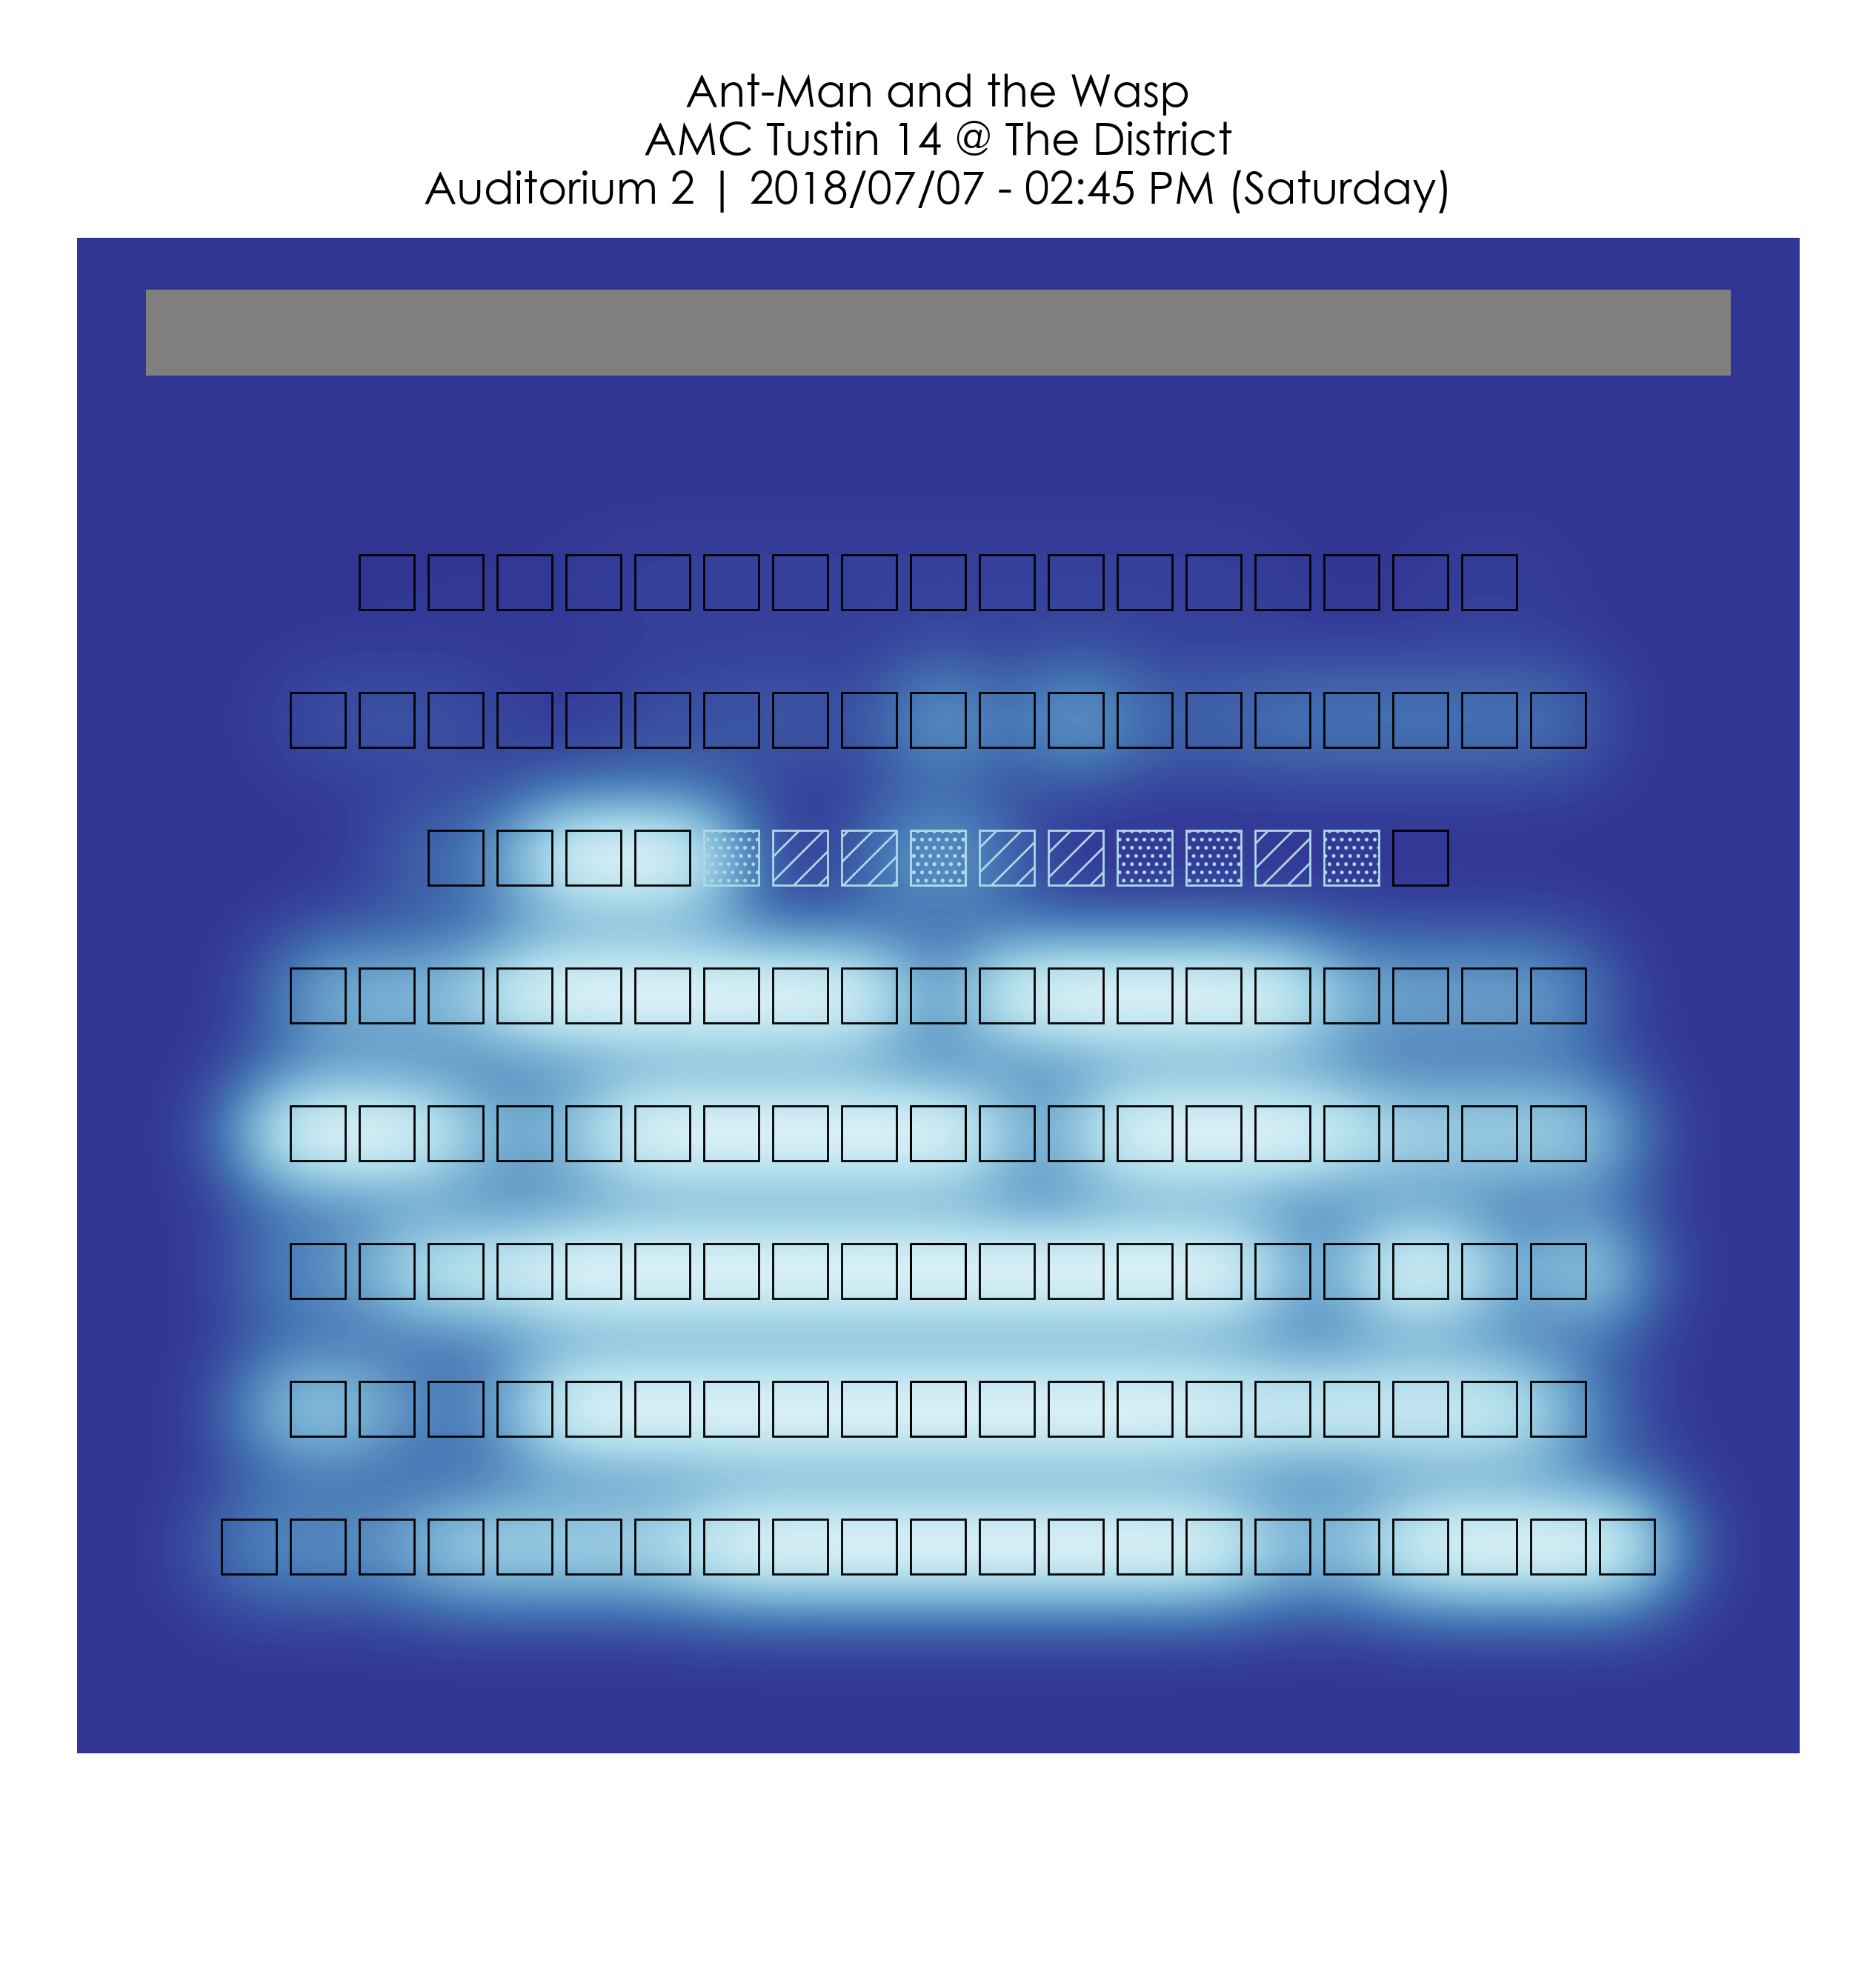 Ant-Man and the Wasp
AMC Tustin 14 @ The District
Auditorium 2 | 2018/07/07 - 02:45 PM (Saturday)